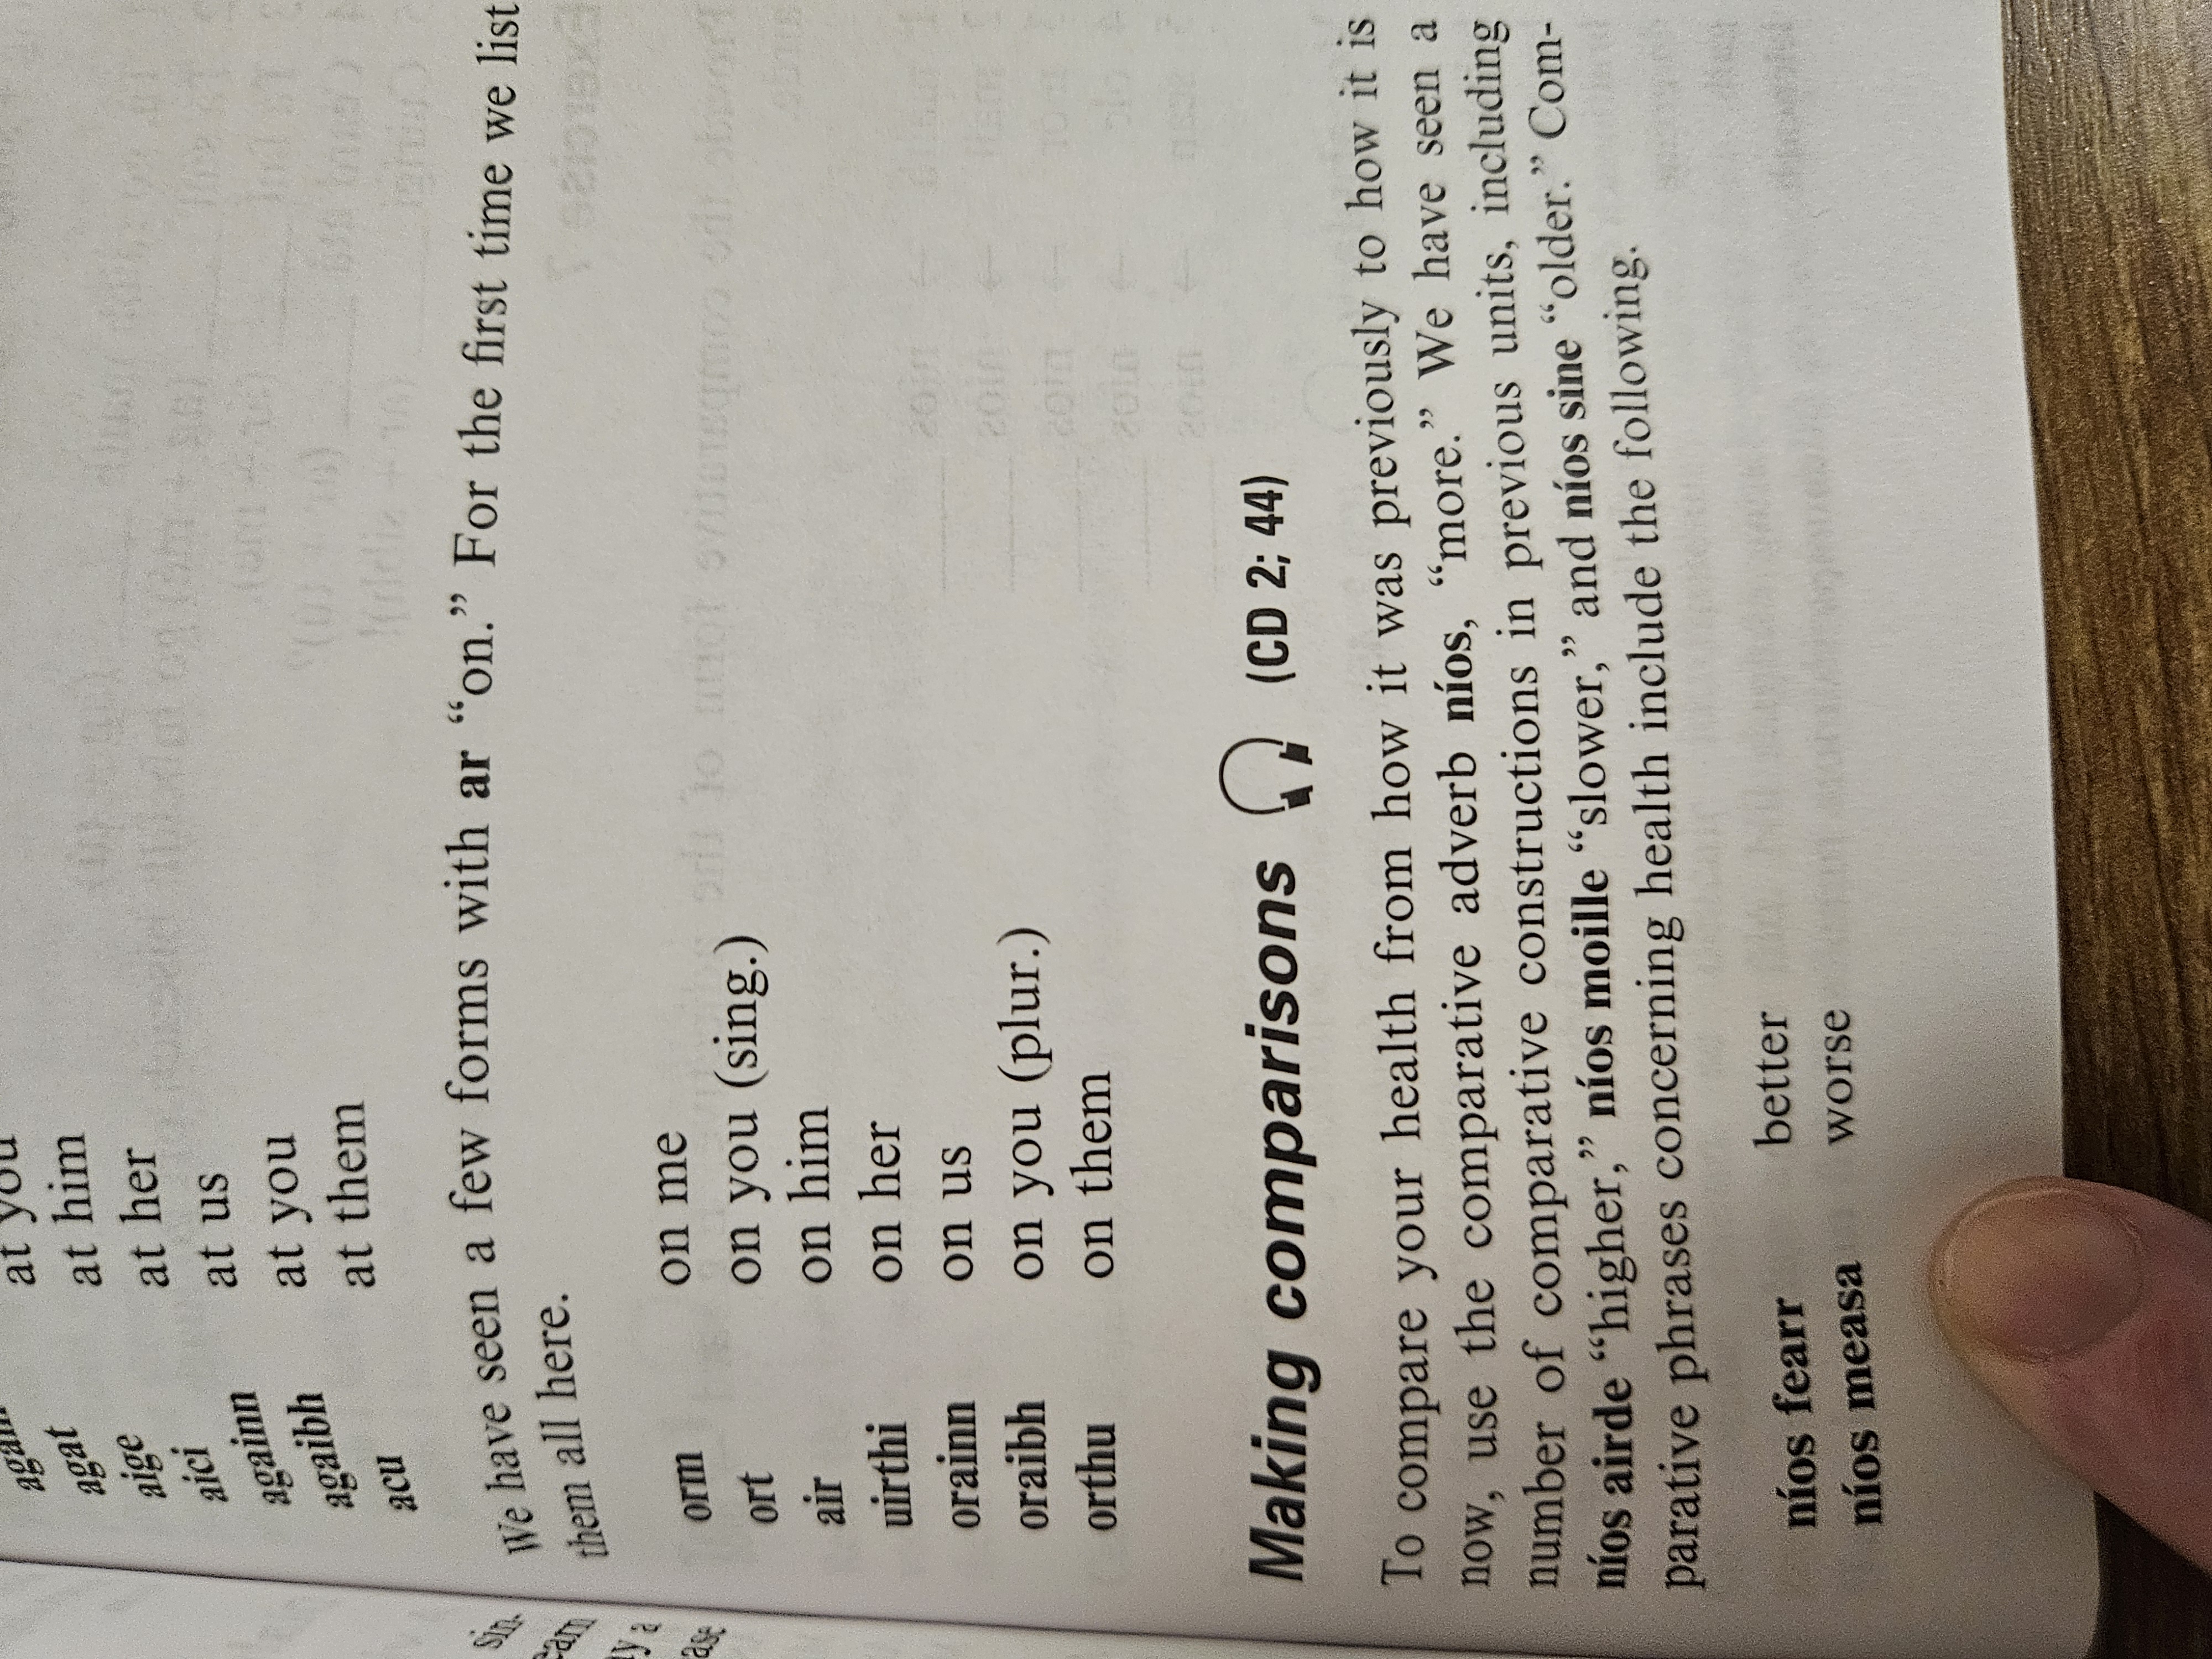 at you
agat at him
aige at her
aici at us
againn at you
agaibh at them
acu
We have seen a few forms with ar “on.” For the first time we list
them all here.
orm on me
ort on you (sing.)
air on him
uirthi on her
orainn on us
oraibh on you (plur.)
orthu on them
Making comparisons (CD 2; 44)
To compare your health from how it was previously to how it is
now, use the comparative adverb níos, “more.” We have seen a
number of comparative constructions in previous units, including
níos airde “higher,” níos moille “slower,” and níos sine “older.” Com-
parative phrases concerning health include the following.
níos fearr better
níos measa worse